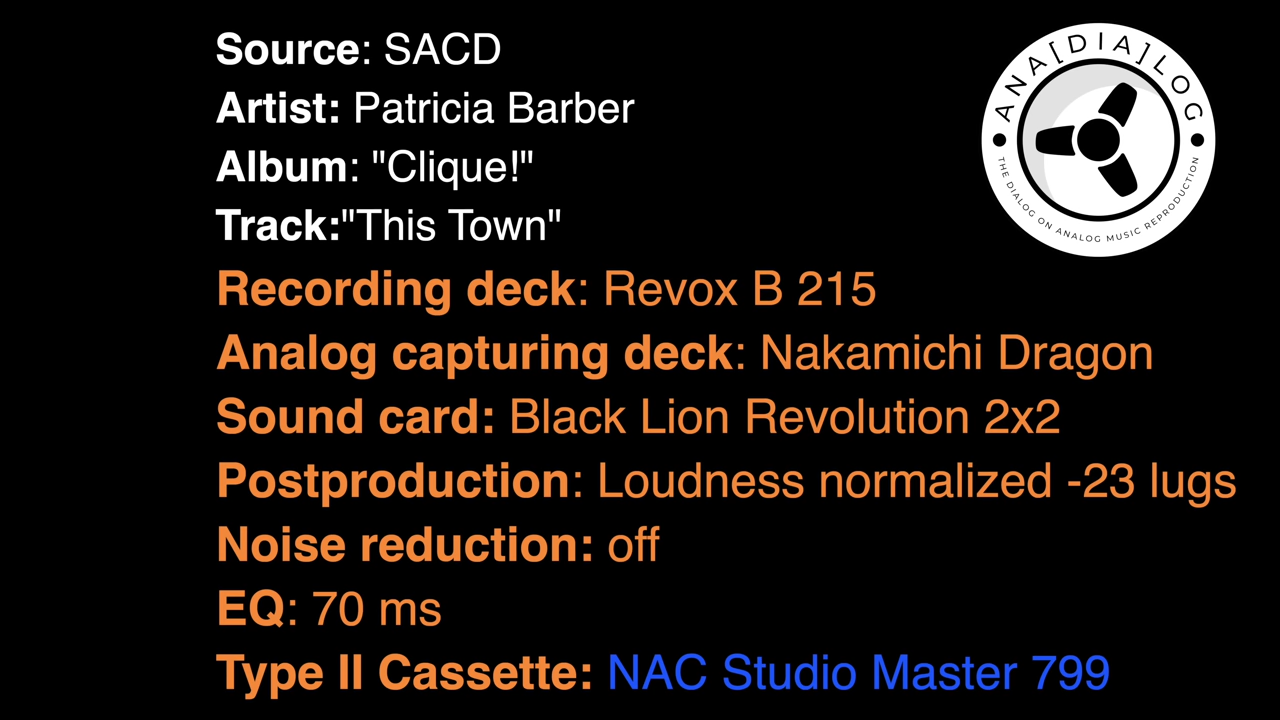 Source: SACD
Artist: Patricia Barber
Album: "Clique!"
Track:"This Town"
Recording deck: Revox B 215
Analog capturing deck: Nakamichi Dragon
Sound card: Black Lion Revolution 2x2
Postproduction: Loudness normalized -23 lugs
Noise reduction: off
EQ: 70 ms
Type II Cassette: NAC Studio Master 799
ANA[DIA]LOG
THE DIALOG ON ANALOG MUSIC REPRODUCTION